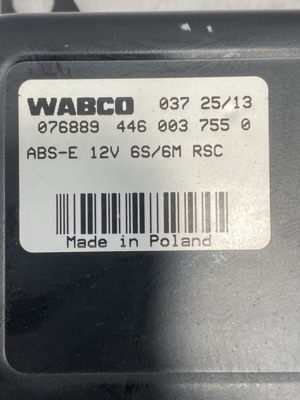 WABCO 037 25/13
076889 446 003 755 0
ABS-E 12V 6S/6M RSC
Made in Poland